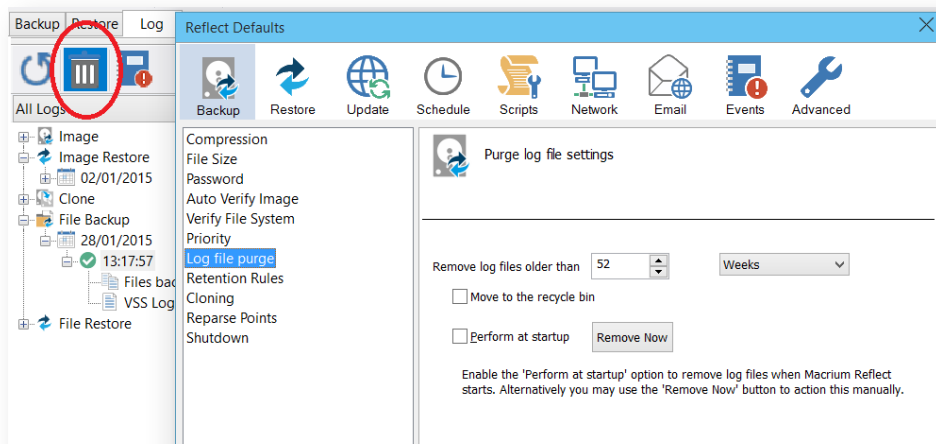 Backup Restore Log
All Logs
Image
Image Restore
02/01/2015
Clone
File Backup
28/01/2015
13:17:57
Files bac
VSS Log
File Restore
Reflect Defaults
Backup Restore Update Schedule Scripts Network Email Events Advanced
Compression
File Size
Password
Auto Verify Image
Verify File System
Priority
Log file purge
Retention Rules
Cloning
Reparse Points
Shutdown
Purge log file settings
Remove log files older than 52 Weeks
Move to the recycle bin
Perform at startup Remove Now
Enable the 'Perform at startup' option to remove log files when Macrium Reflect
starts. Alternatively you may use the 'Remove Now' button to action this manually.